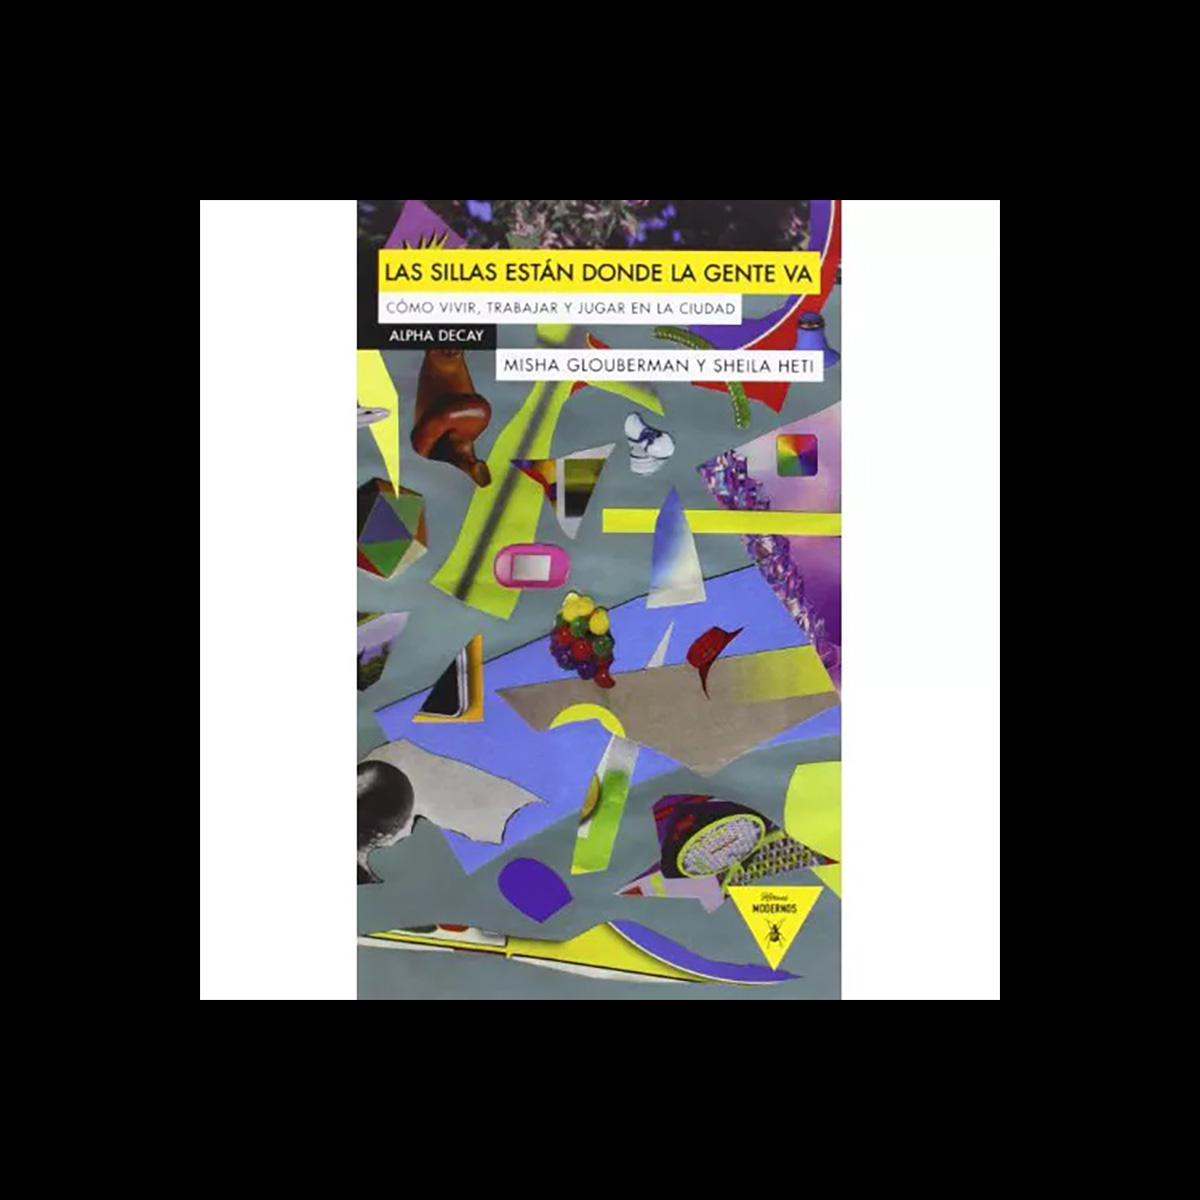 LAS SILLAS ESTÁN DONDE LA GENTE VA
CÓMO VIVIR, TRABAJAR Y JUGAR EN LA CIUDAD
ALPHA DECAY
MISHA GLOUBERMAN Y SHEILA HETI
Héroes
MODERNOS